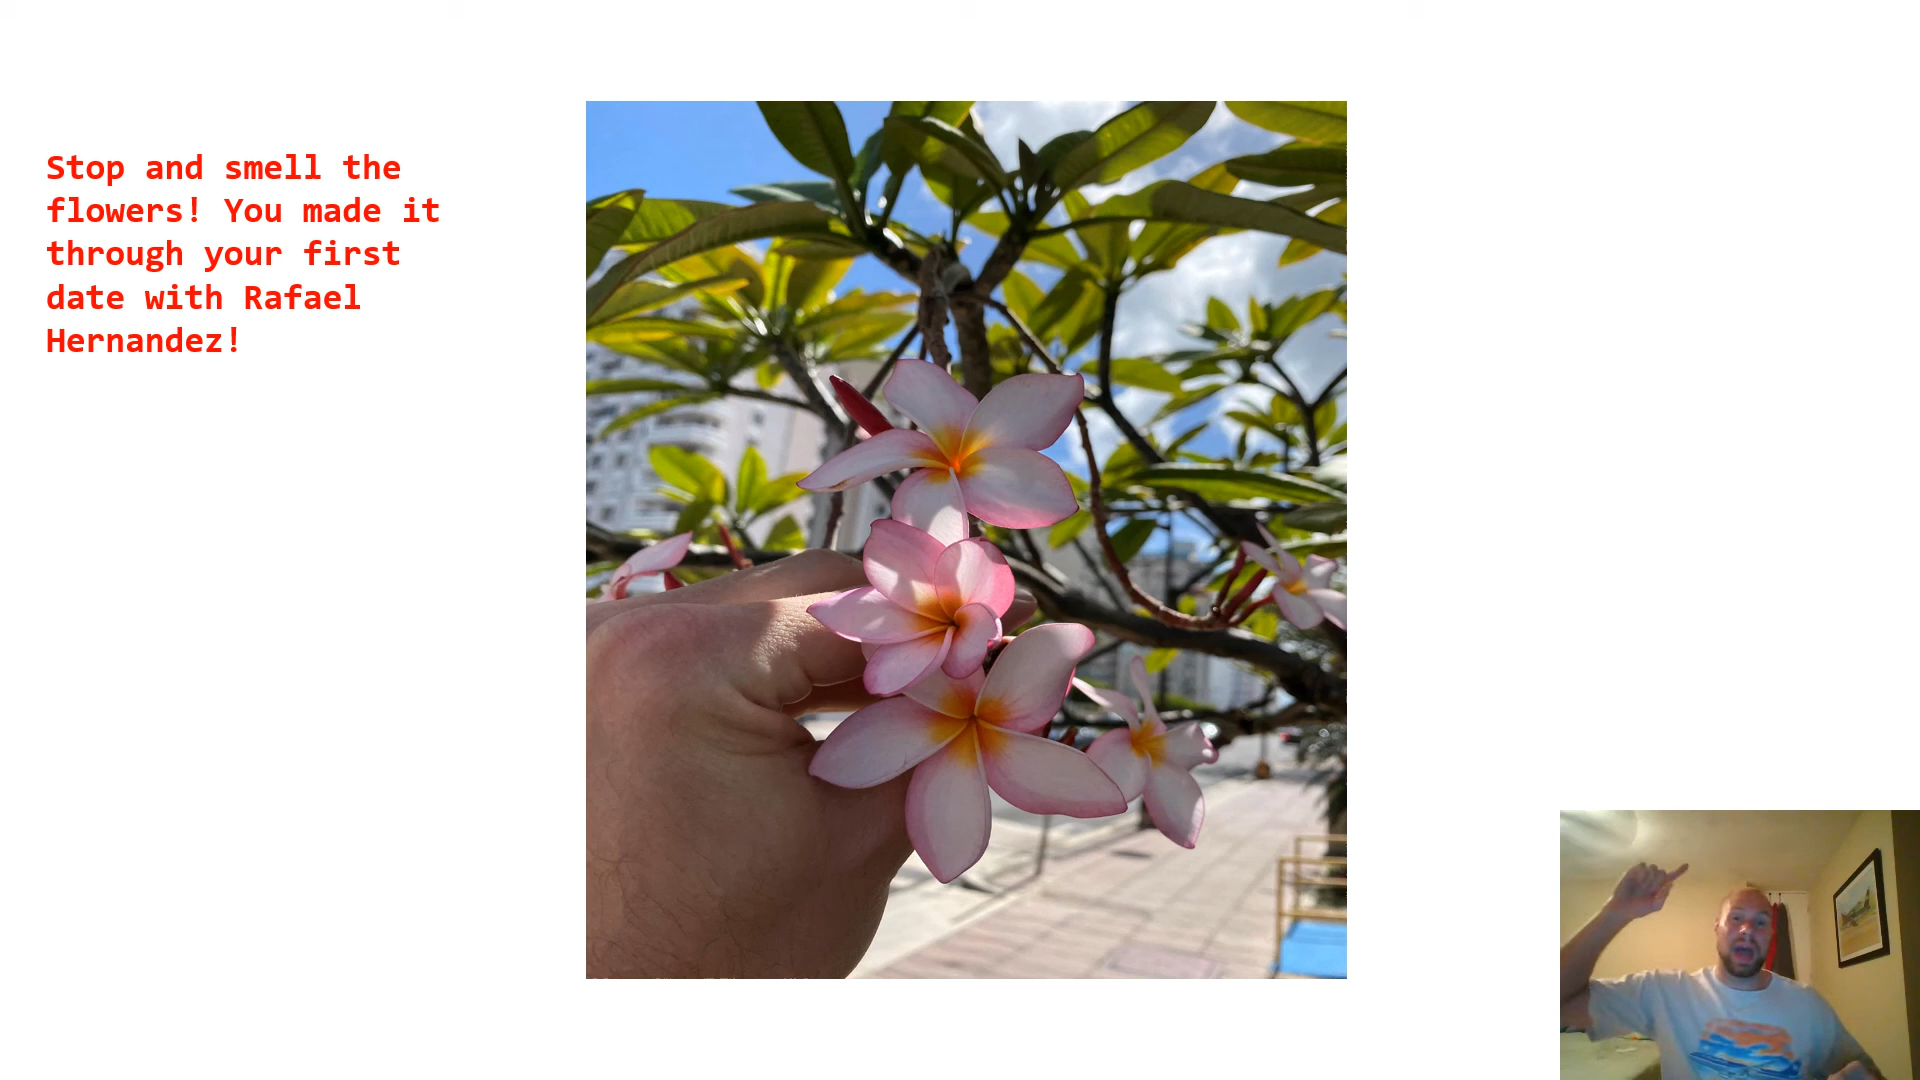 Stop and smell the
flowers! You made it
through your first
date with Rafael
Hernandez!